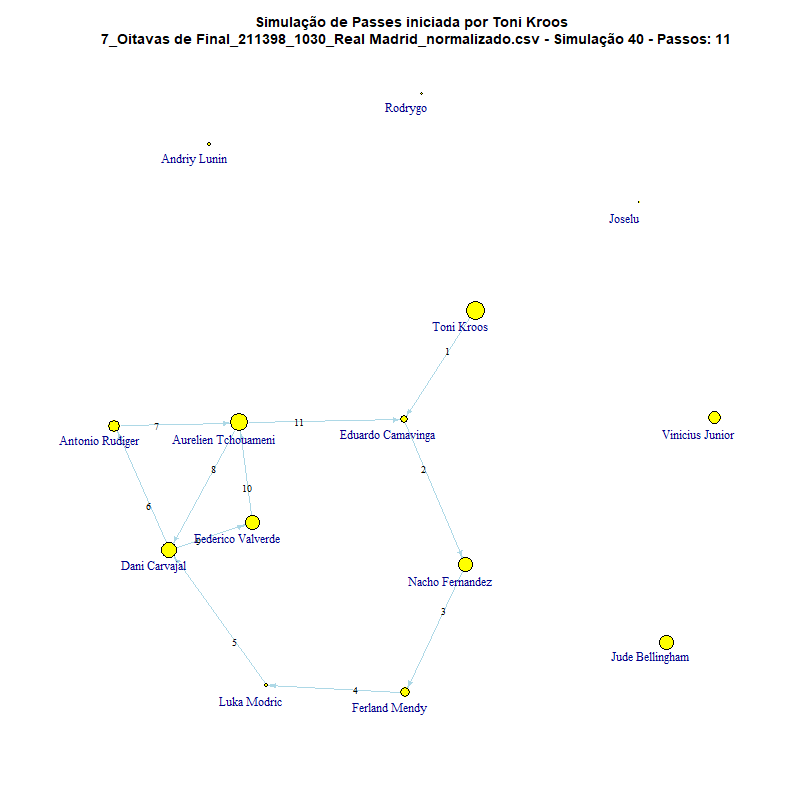 Simulação de Passes iniciada por Toni Kroos
7_Oitavas de Final_211398_1030_Real Madrid_normalizado.csv - Simulação 40 - Passos: 11
Rodrygo
Andriy Lunin
Joselu
Toni Kroos
1
7
11
Antonio Rudiger
Aurelien Tchouameni
Eduardo Camavinga
Vinicius Junior
8
2
10
6
Federico Valverde
Dani Carvajal
Nacho Fernandez
3
5
Jude Bellingham
4
Luka Modric
Ferland Mendy